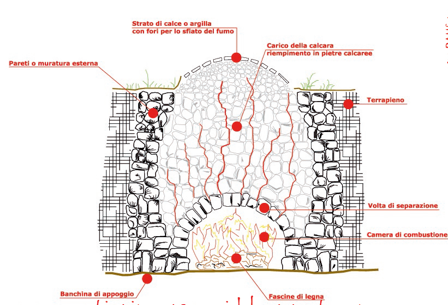 Strato di calce o argilla
con fori per lo sfiato del fumo
Carico della calcara
riempimento in pietre calcaree
Pareti o muratura esterna
Terrapieno
Volta di separazione
Camera di combustione
Banchina di appoggio
Fascine di legna